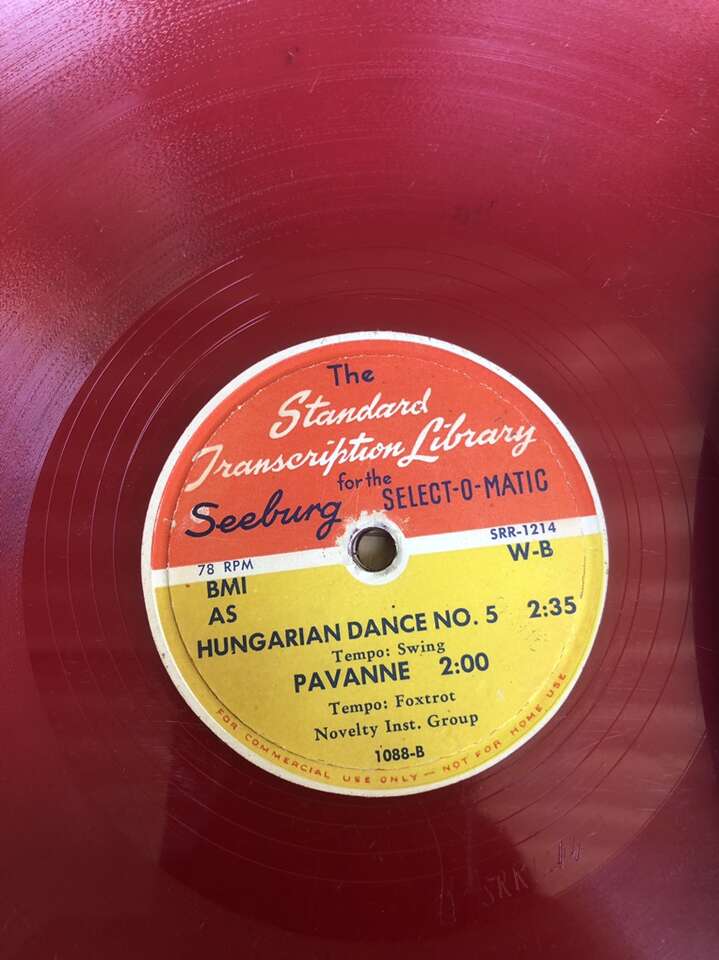 The
Standard
Transcription Library
for the
Seeburg SELECT-O-MATIC
78 RPM
SRR-1214
BMI
W-B
AS
HUNGARIAN DANCE NO. 5 2:35
Tempo: Swing
PAVANNE 2:00
Tempo: Foxtrot
Novelty Inst. Group
1088-B
FOR COMMERCIAL USE ONLY — NOT FOR HOME USE